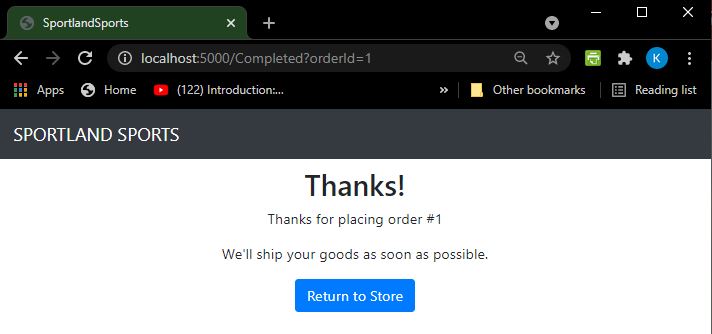 SportlandSports
localhost:5000/Completed?orderId=1
K
Apps Home (122) Introduction:... » Other bookmarks Reading list
SPORTLAND SPORTS
Thanks!
Thanks for placing order #1
We'll ship your goods as soon as possible.
Return to Store